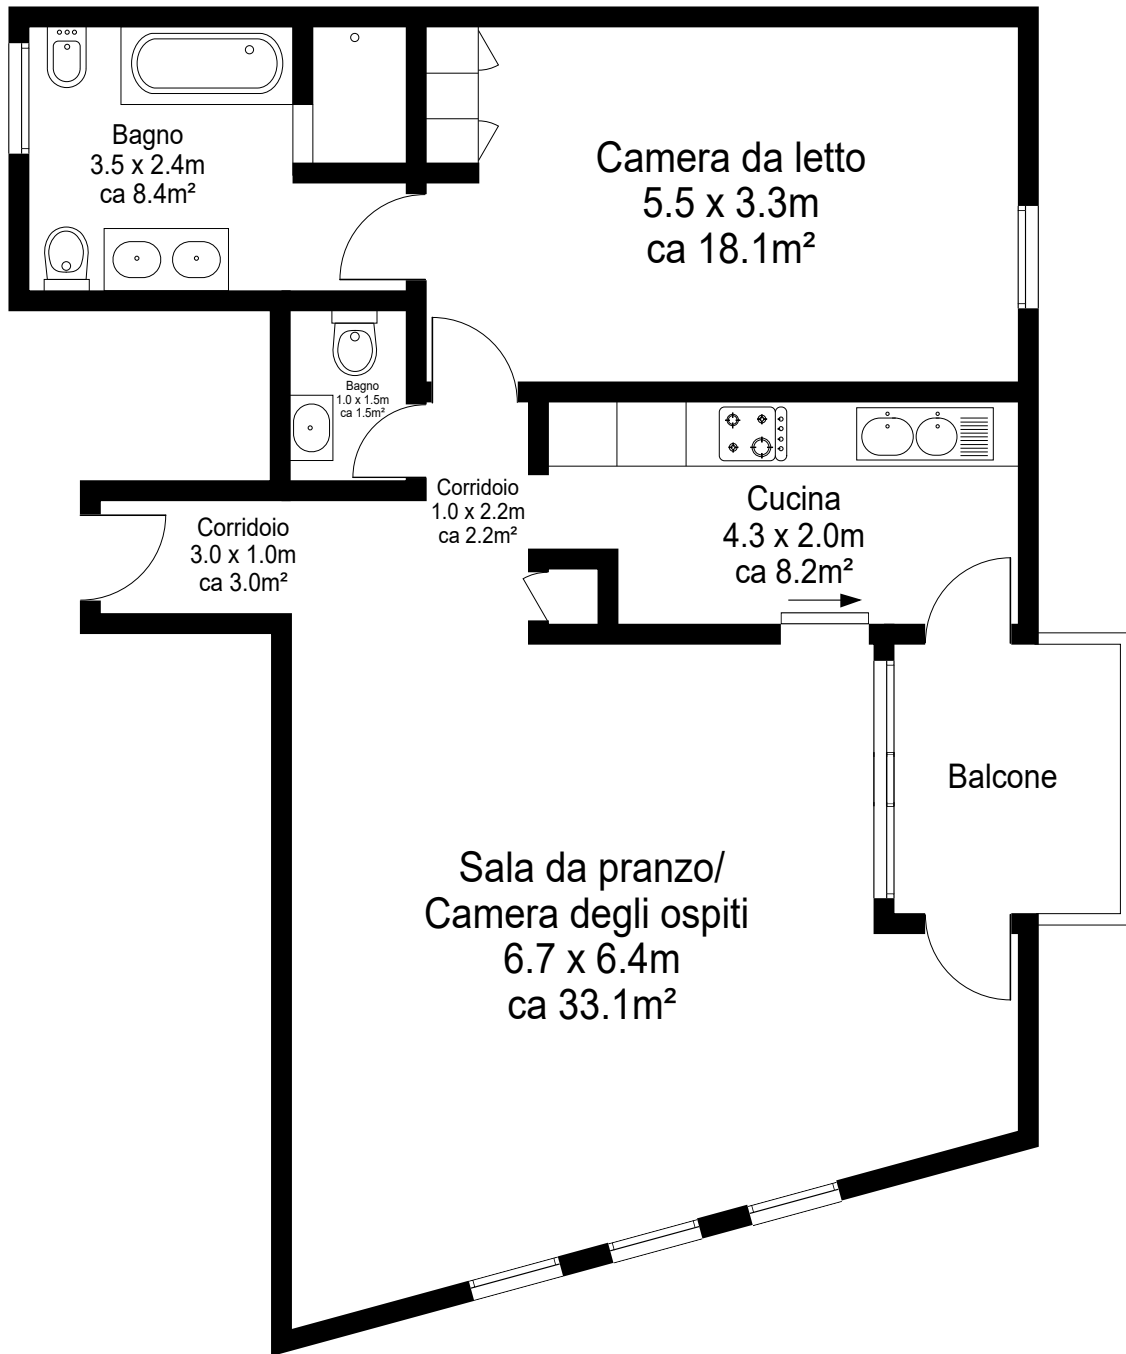 Bagno
3.5 x 2.4m
ca 8.4m²
Camera da letto
5.5 x 3.3m
ca 18.1m²
Bagno
1.0 x 1.5m
ca 1.5m²
Corridoio
1.0 x 2.2m
ca 2.2m²
Cucina
4.3 x 2.0m
ca 8.2m²
Corridoio
3.0 x 1.0m
ca 3.0m²
Balcone
Sala da pranzo/
Camera degli ospiti
6.7 x 6.4m
ca 33.1m²